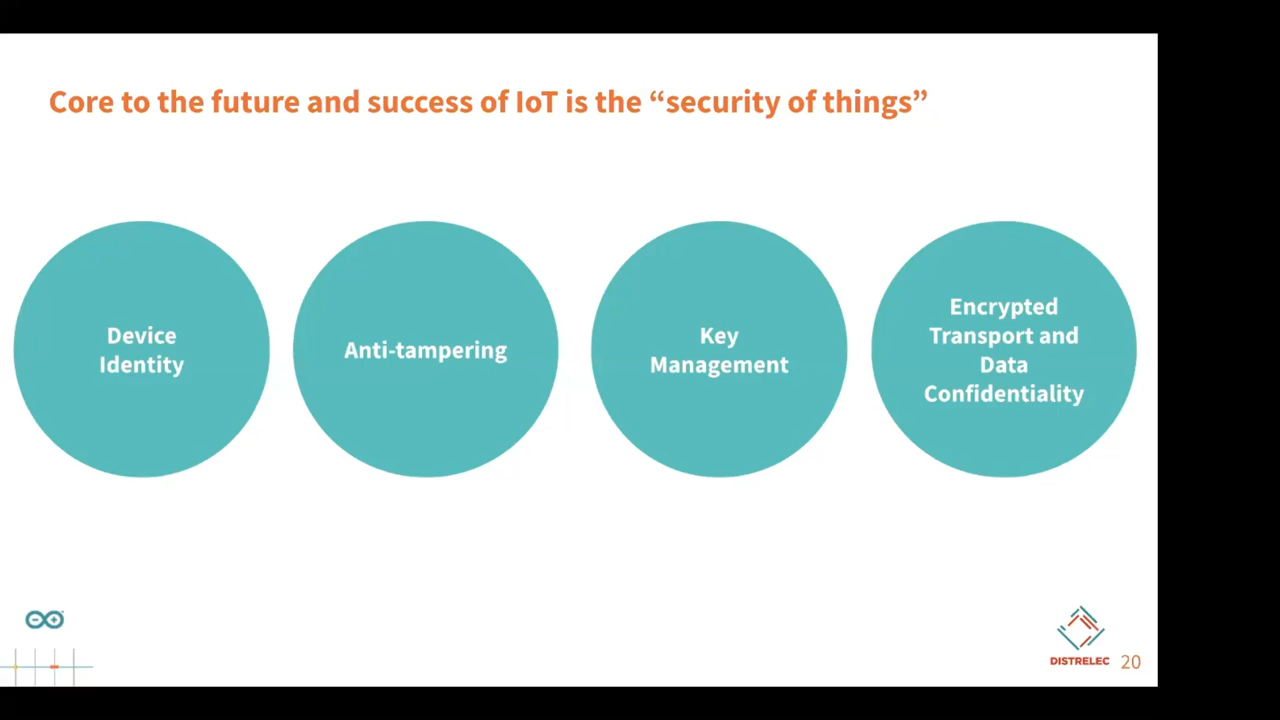 Core to the future and success of IoT is the “security of things”
Device
Identity
Anti-tampering
Key
Management
Encrypted
Transport and
Data
Confidentiality
DISTRELEC
20